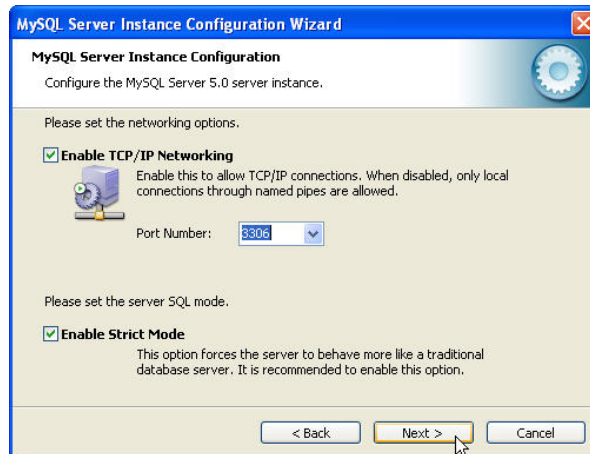 MySQL Server Instance Configuration Wizard
MySQL Server Instance Configuration
Configure the MySQL Server 5.0 server instance.
Please set the networking options.
Enable TCP/IP Networking
Enable this to allow TCP/IP connections. When disabled, only local
connections through named pipes are allowed.
Port Number: 3306
Please set the server SQL mode.
Enable Strict Mode
This option forces the server to behave more like a traditional
database server. It is recommended to enable this option.
< Back Next > Cancel